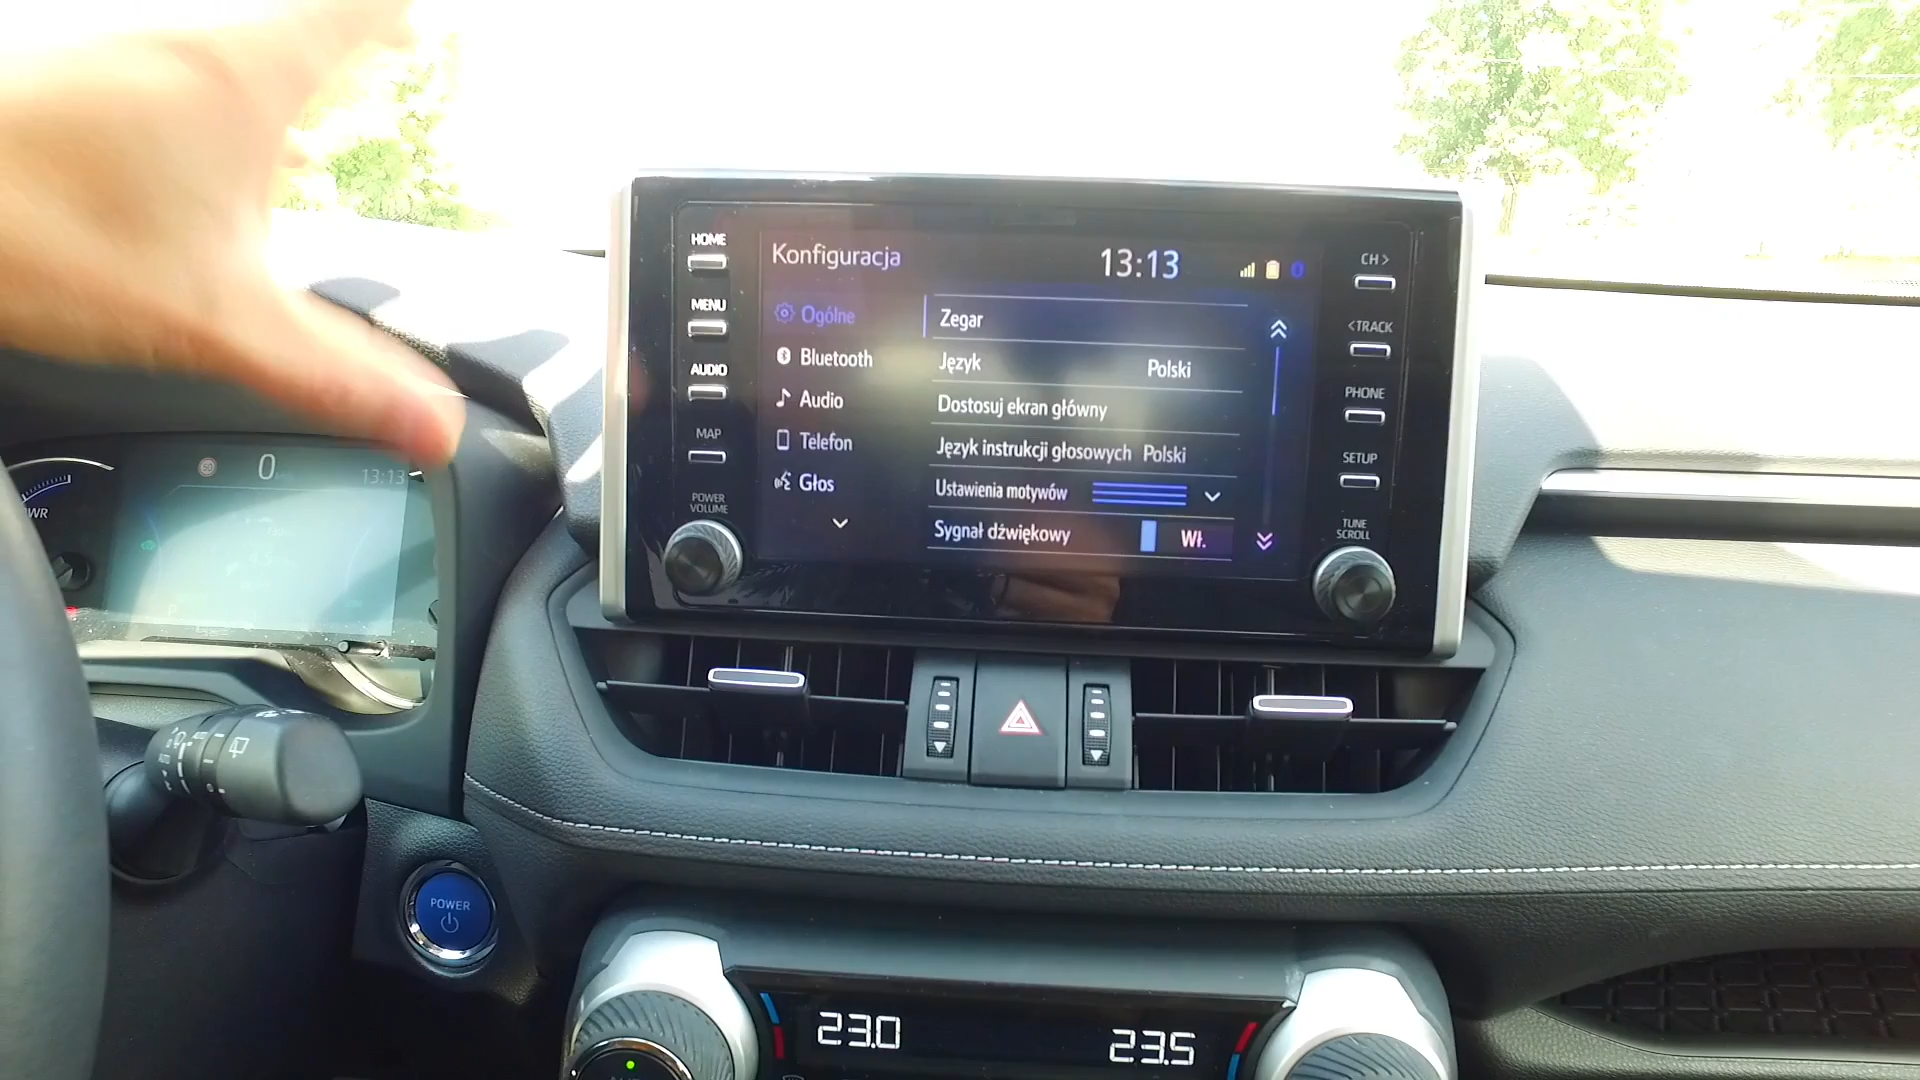 HOME
MENU
AUDIO
MAP
POWER
VOLUME
Konfiguracja
13:13
Ogólne
Bluetooth
Audio
Telefon
Głos
Zegar
Język Polski
Dostosuj ekran główny
Język instrukcji głosowych Polski
Ustawienia motywów
Sygnał dźwiękowy Wł.
CH>
<TRACK
PHONE
SETUP
TUNE
SCROLL
0
13:13
POWER
23.0
23.5